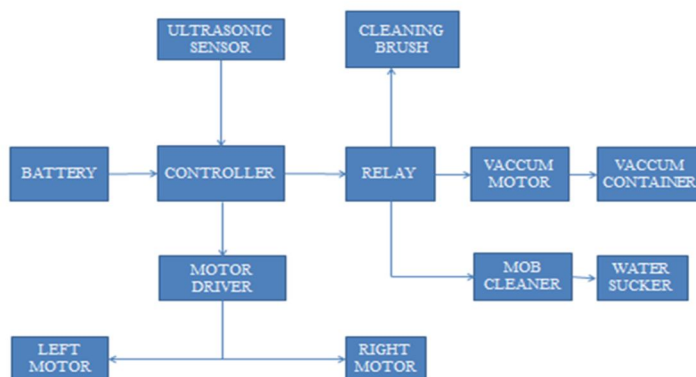 ULTRASONIC
SENSOR
CLEANING
BRUSH
BATTERY
CONTROLLER
RELAY
VACCUM
MOTOR
VACCUM
CONTAINER
MOTOR
DRIVER
MOB
CLEANER
WATER
SUCKER
LEFT
MOTOR
RIGHT
MOTOR